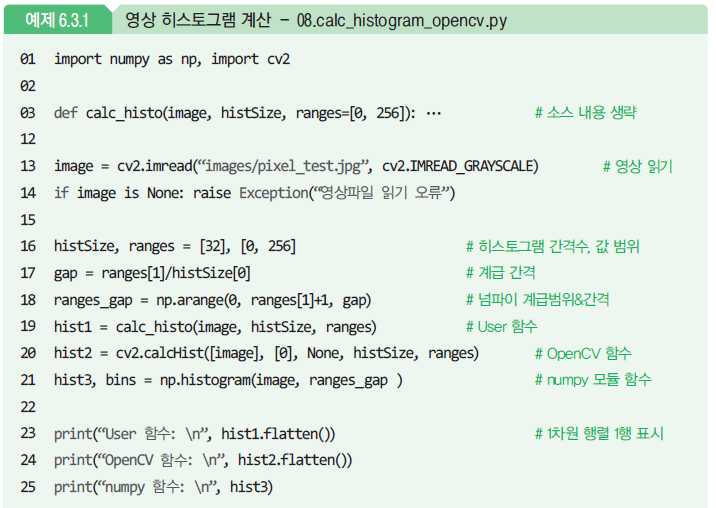 예제 6.3.1 영상 히스토그램 계산 - 08.calc_histogram_opencv.py
01 import numpy as np, import cv2
02
03 def calc_histo(image, histSize, ranges=[0, 256]): ⋯ # 소스 내용 생략
12
13 image = cv2.imread(“images/pixel_test.jpg”, cv2.IMREAD_GRAYSCALE) # 영상 읽기
14 if image is None: raise Exception(“영상파일 읽기 오류”)
15
16 histSize, ranges = [32], [0, 256] # 히스토그램 간격수, 값 범위
17 gap = ranges[1]/histSize[0] # 계급 간격
18 ranges_gap = np.arange(0, ranges[1]+1, gap) # 넘파이 계급범위&간격
19 hist1 = calc_histo(image, histSize, ranges) # User 함수
20 hist2 = cv2.calcHist([image], [0], None, histSize, ranges) # OpenCV 함수
21 hist3, bins = np.histogram(image, ranges_gap ) # numpy 모듈 함수
22
23 print(“User 함수: \n”, hist1.flatten()) # 1차원 행렬 1행 표시
24 print(“OpenCV 함수: \n”, hist2.flatten())
25 print(“numpy 함수: \n”, hist3)